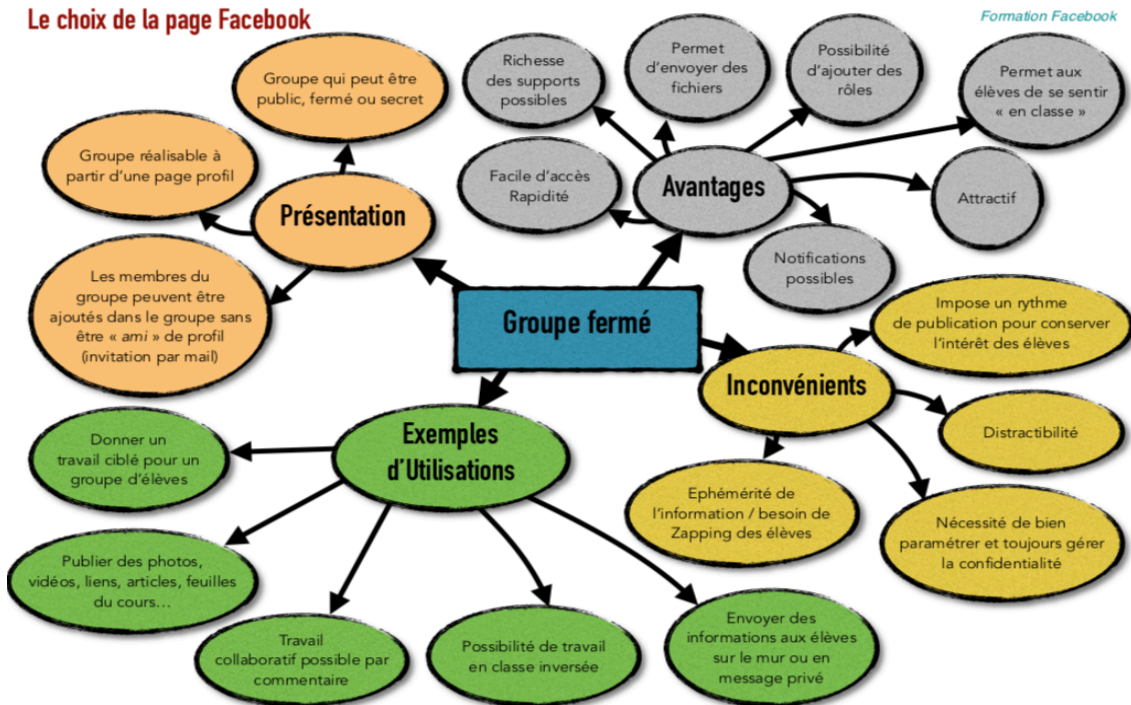 Le choix de la page Facebook
Formation Facebook
Groupe qui peut être
public, fermé ou secret
Groupe réalisable à
partir d'une page profil
Présentation
Les membres du
groupe peuvent être
ajoutés dans le groupe sans
être « ami » de profil
(invitation par mail)
Richesse
des supports
possibles
Permet
d'envoyer des
fichiers
Possibilité
d'ajouter des
rôles
Permet aux
élèves de se sentir
« en classe »
Facile d'accès
Rapidité
Avantages
Attractif
Notifications
possibles
Groupe fermé
Impose un rythme
de publication pour conserver
l'intérêt des élèves
Inconvénients
Distractibilité
Ephémérité de
l'information / besoin de
Zapping des élèves
Nécessité de bien
paramétrer et toujours gérer
la confidentialité
Exemples
d'Utilisations
Donner un
travail ciblé pour un
groupe d'élèves
Publier des photos,
vidéos, liens, articles, feuilles
du cours…
Travail
collaboratif possible par
commentaire
Possibilité de travail
en classe inversée
Envoyer des
informations aux élèves
sur le mur ou en
message privé